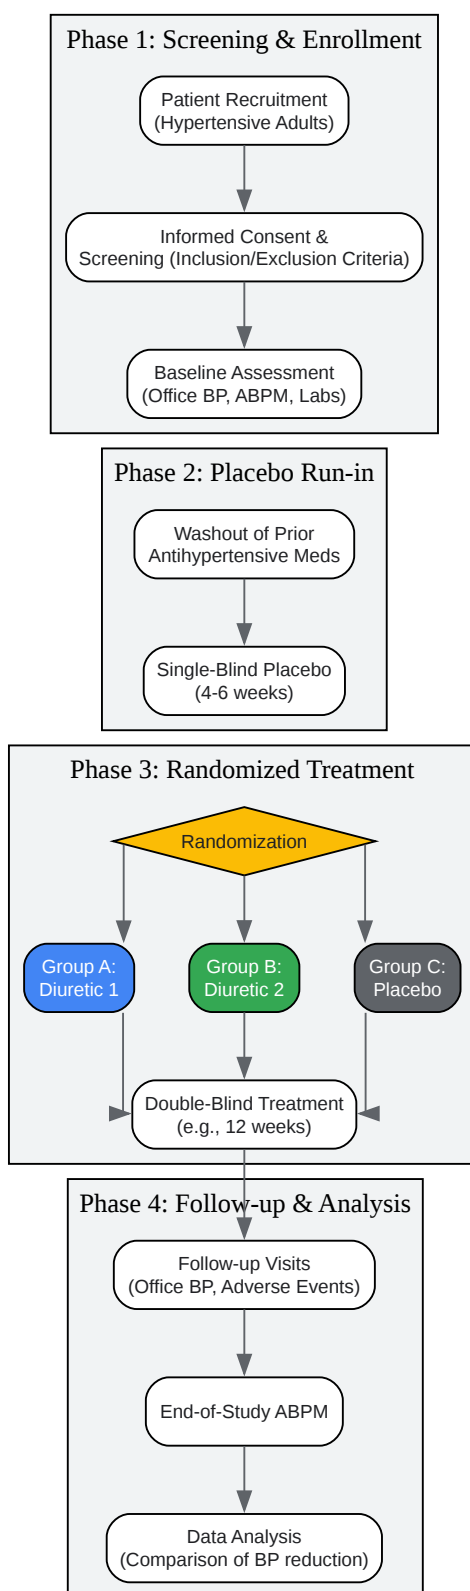 Phase 1: Screening & Enrollment
Patient Recruitment
(Hypertensive Adults)
Informed Consent &
Screening (Inclusion/Exclusion Criteria)
Baseline Assessment
(Office BP, ABPM, Labs)
Phase 2: Placebo Run-in
Washout of Prior
Antihypertensive Meds
Single-Blind Placebo
(4-6 weeks)
Phase 3: Randomized Treatment
Randomization
Group A:
Diuretic 1
Group B:
Diuretic 2
Group C:
Placebo
Double-Blind Treatment
(e.g., 12 weeks)
Phase 4: Follow-up & Analysis
Follow-up Visits
(Office BP, Adverse Events)
End-of-Study ABPM
Data Analysis
(Comparison of BP reduction)